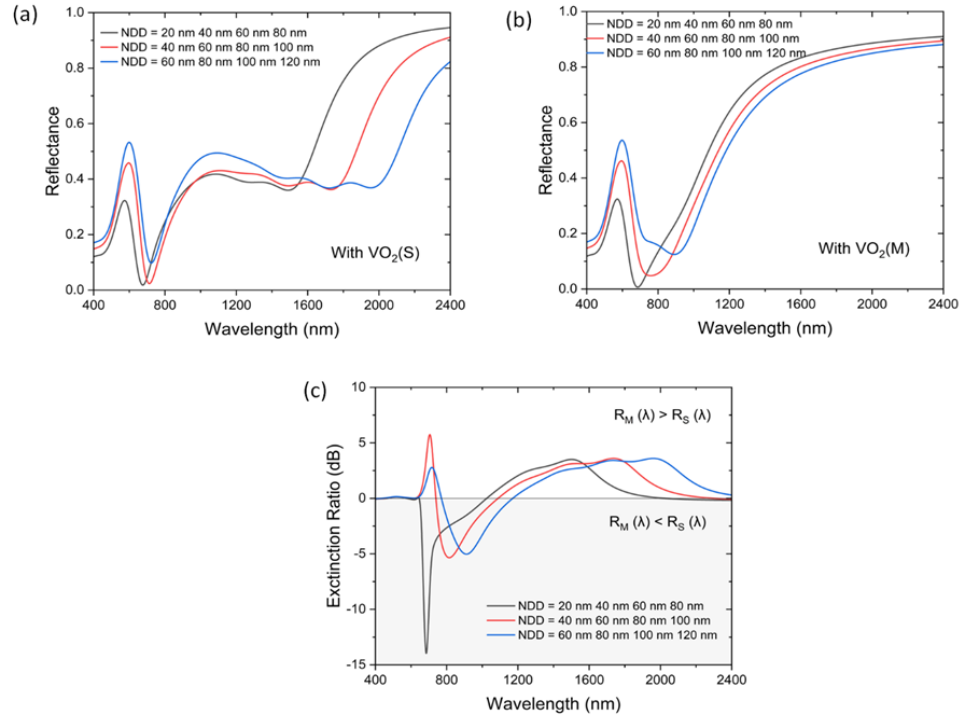 (a)
NDD = 20 nm 40 nm 60 nm 80 nm
NDD = 40 nm 60 nm 80 nm 100 nm
NDD = 60 nm 80 nm 100 nm 120 nm
1.0
0.8
0.6
0.4
0.2
0.0
Reflectance
With VO₂(S)
400 800 1200 1600 2000 2400
Wavelength (nm)
(b)
NDD = 20 nm 40 nm 60 nm 80 nm
NDD = 40 nm 60 nm 80 nm 100 nm
NDD = 60 nm 80 nm 100 nm 120 nm
1.0
0.8
0.6
0.4
0.2
0.0
Reflectance
With VO₂(M)
400 800 1200 1600 2000 2400
Wavelength (nm)
(c)
10
5
0
-5
-10
-15
Exctinction Ratio (dB)
R_M (λ) > R_S (λ)
R_M (λ) < R_S (λ)
NDD = 20 nm 40 nm 60 nm 80 nm
NDD = 40 nm 60 nm 80 nm 100 nm
NDD = 60 nm 80 nm 100 nm 120 nm
400 800 1200 1600 2000 2400
Wavelength (nm)